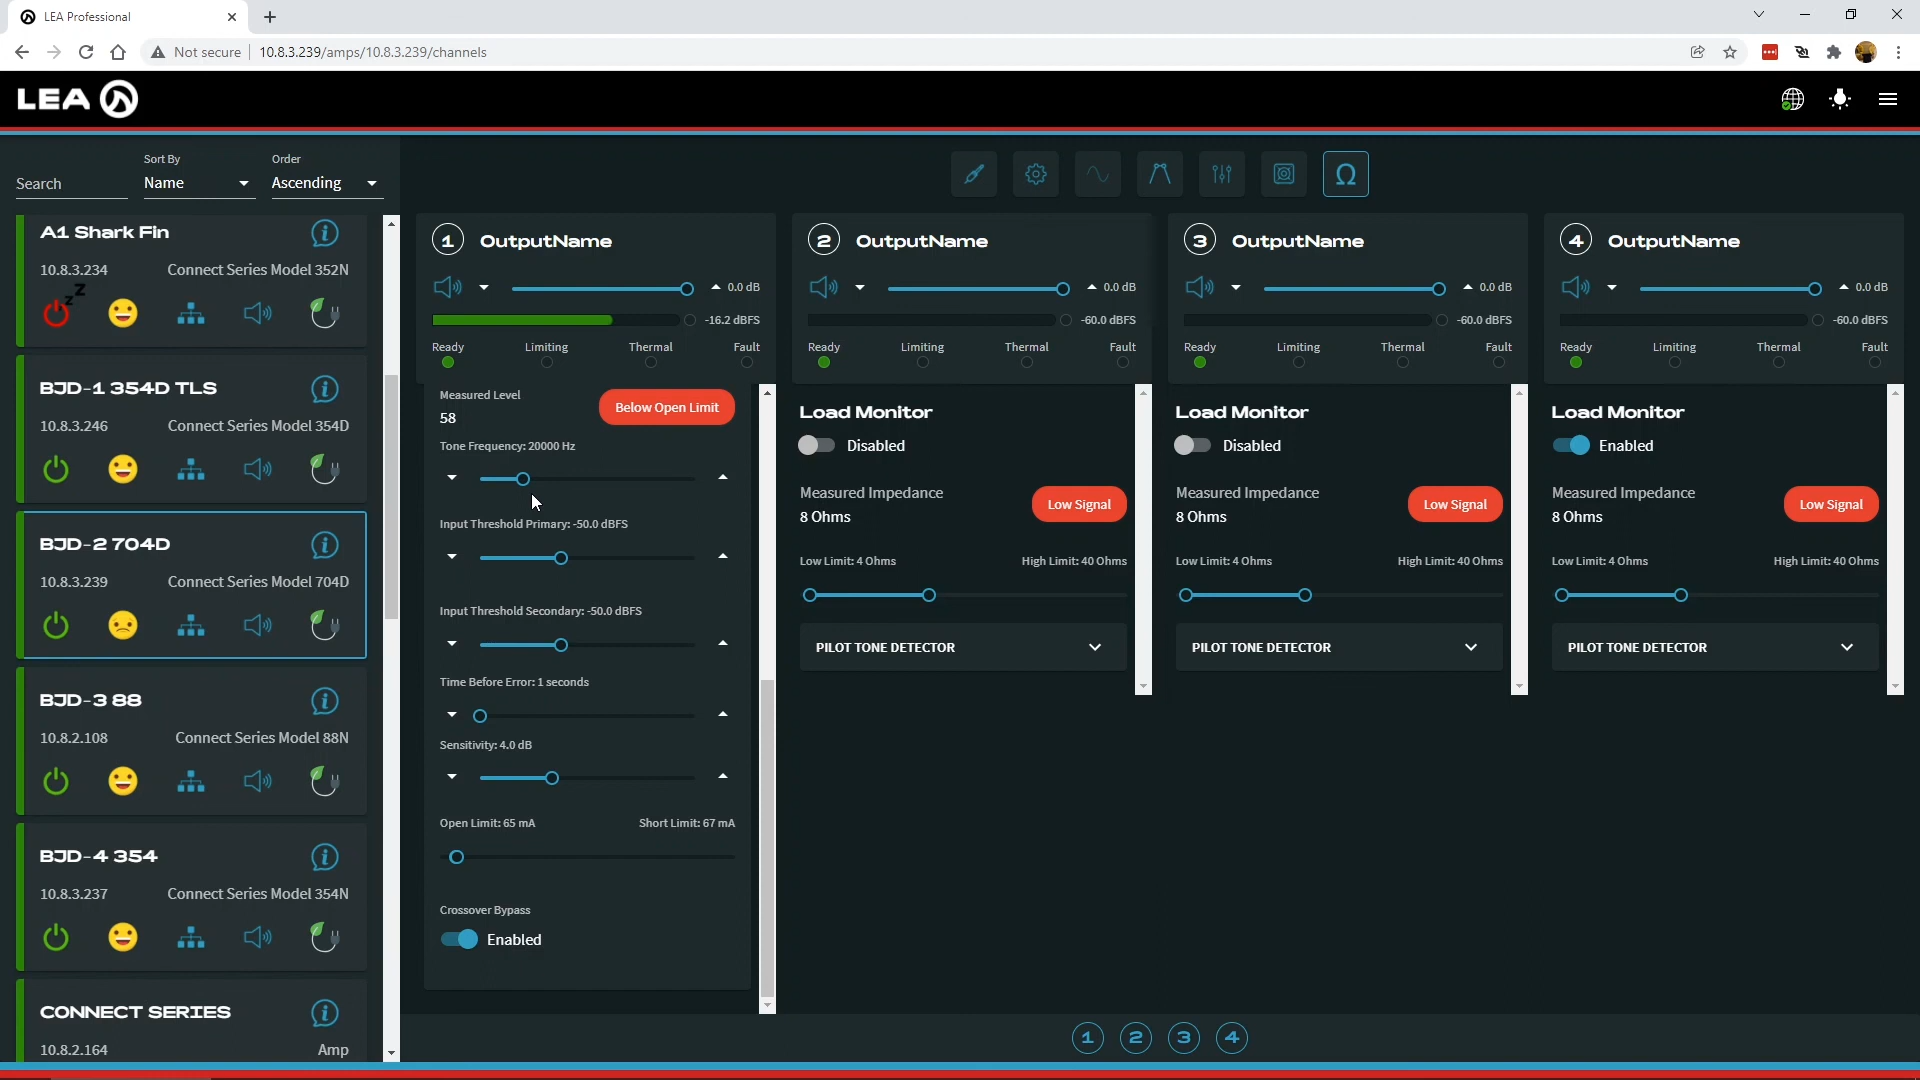 LEA Professional
Not secure
10.8.3.239/amps/10.8.3.239/channels
LEA
Search
Sort By
Name
Order
Ascending
A1 Shark Fin
10.8.3.234
Connect Series Model 352N
z z
BJD-1 354D TLS
10.8.3.246
Connect Series Model 354D
BJD-2 704D
10.8.3.239
Connect Series Model 704D
BJD-3 88
10.8.2.108
Connect Series Model 88N
BJD-4 354
10.8.3.237
Connect Series Model 354N
CONNECT SERIES
10.8.2.164
Amp
Ω
1 OutputName
0.0 dB
-16.2 dBFS
Ready Limiting Thermal Fault
Measured Level
58
Below Open Limit
Tone Frequency: 20000 Hz
Input Threshold Primary: -50.0 dBFS
Input Threshold Secondary: -50.0 dBFS
Time Before Error: 1 seconds
Sensitivity: 4.0 dB
Open Limit: 65 mA
Short Limit: 67 mA
Crossover Bypass
Enabled
2 OutputName
0.0 dB
-60.0 dBFS
Ready Limiting Thermal Fault
Load Monitor
Disabled
Measured Impedance
8 Ohms
Low Signal
Low Limit: 4 Ohms
High Limit: 40 Ohms
PILOT TONE DETECTOR
3 OutputName
0.0 dB
-60.0 dBFS
Ready Limiting Thermal Fault
Load Monitor
Disabled
Measured Impedance
8 Ohms
Low Signal
Low Limit: 4 Ohms
High Limit: 40 Ohms
PILOT TONE DETECTOR
4 OutputName
0.0 dB
-60.0 dBFS
Ready Limiting Thermal Fault
Load Monitor
Enabled
Measured Impedance
8 Ohms
Low Signal
Low Limit: 4 Ohms
High Limit: 40 Ohms
PILOT TONE DETECTOR
1 2 3 4